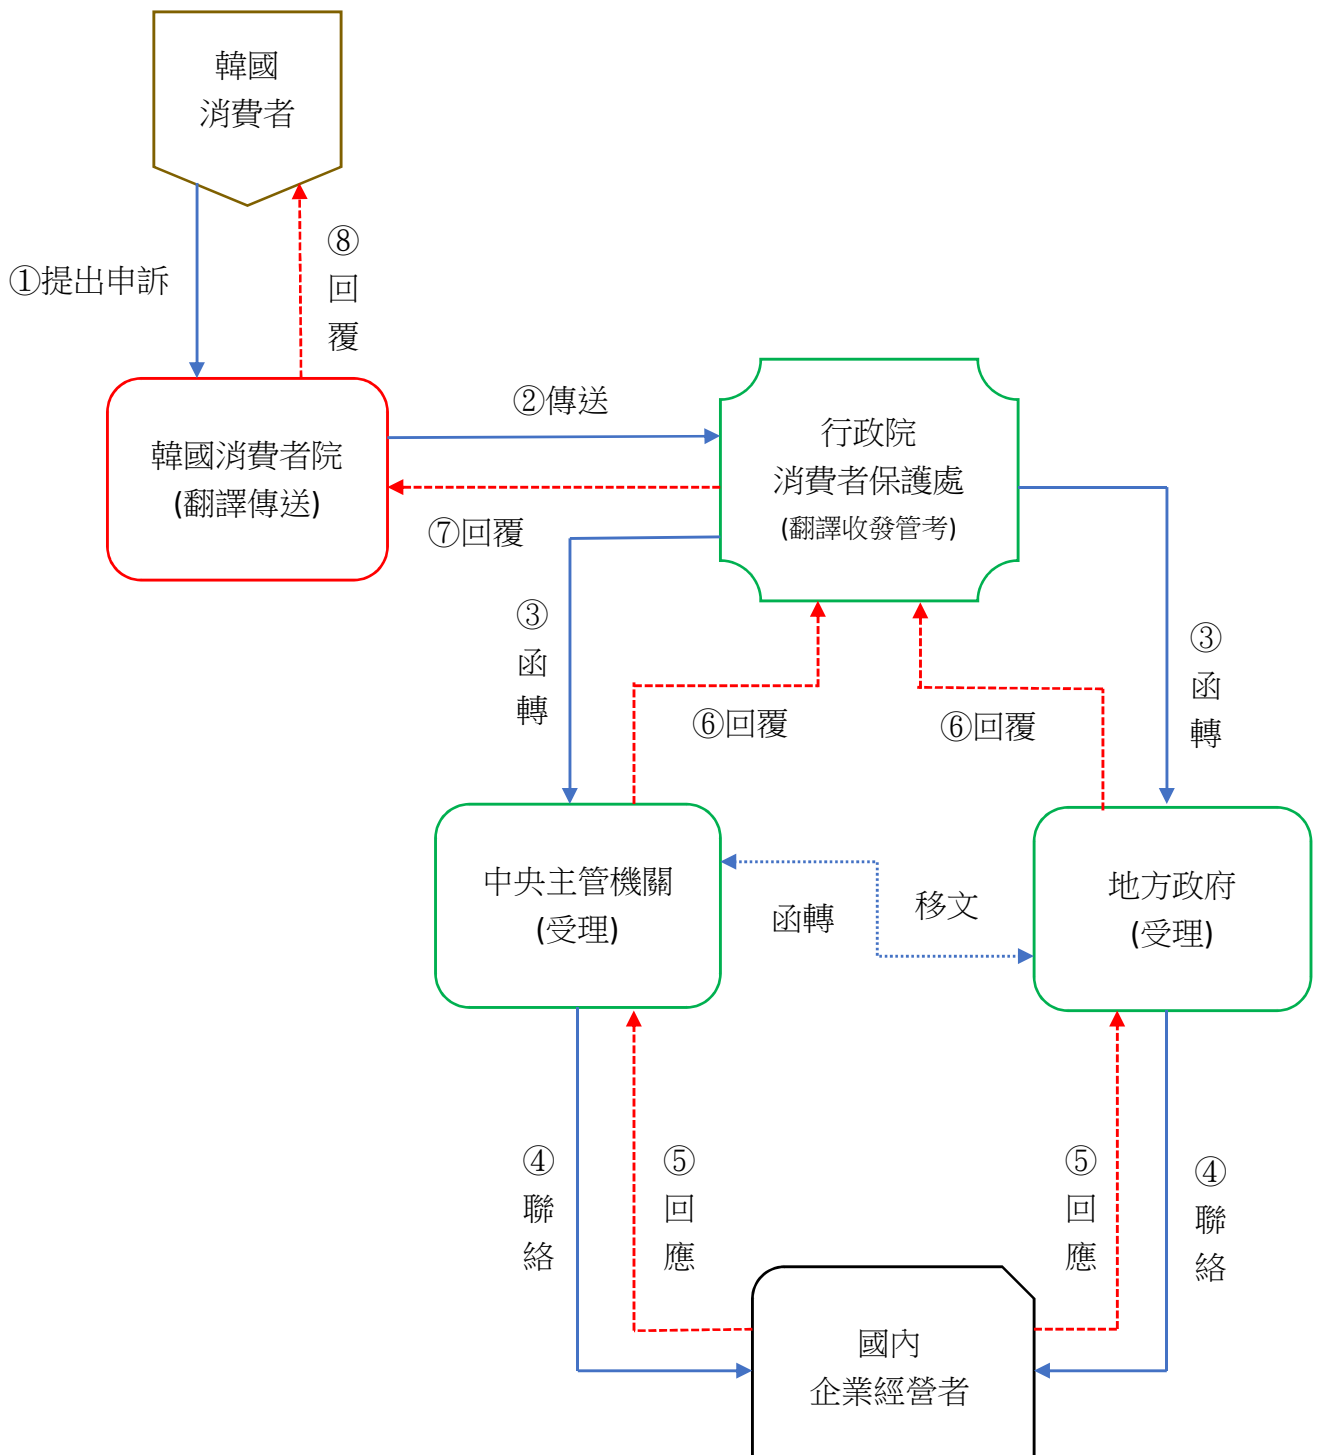 韓國
消費者
①提出申訴
⑧
回
覆
韓國消費者院
(翻譯傳送)
②傳送
⑦回覆
行政院
消費者保護處
(翻譯收發管考)
③
函
轉
③
函
轉
⑥回覆
⑥回覆
中央主管機關
(受理)
函轉
移文
地方政府
(受理)
④
聯
絡
⑤
回
應
⑤
回
應
④
聯
絡
國內
企業經營者